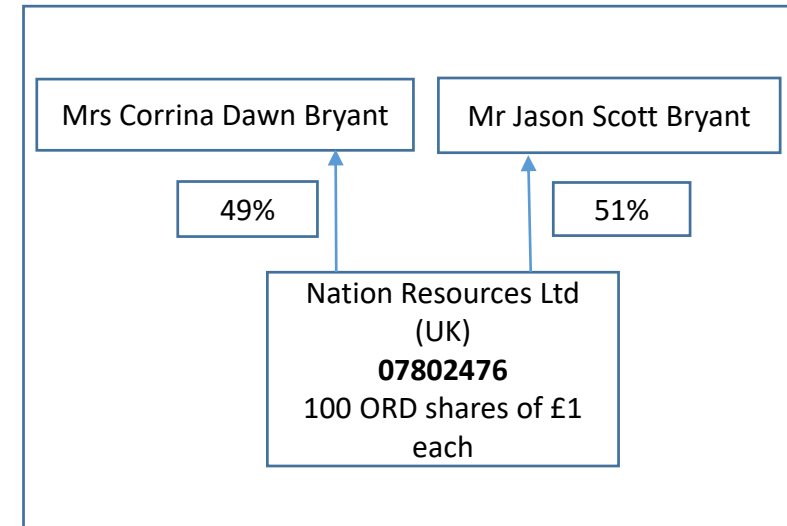 Mrs Corrina Dawn Bryant
Mr Jason Scott Bryant
49%
51%
Nation Resources Ltd
(UK)
07802476
100 ORD shares of £1
each